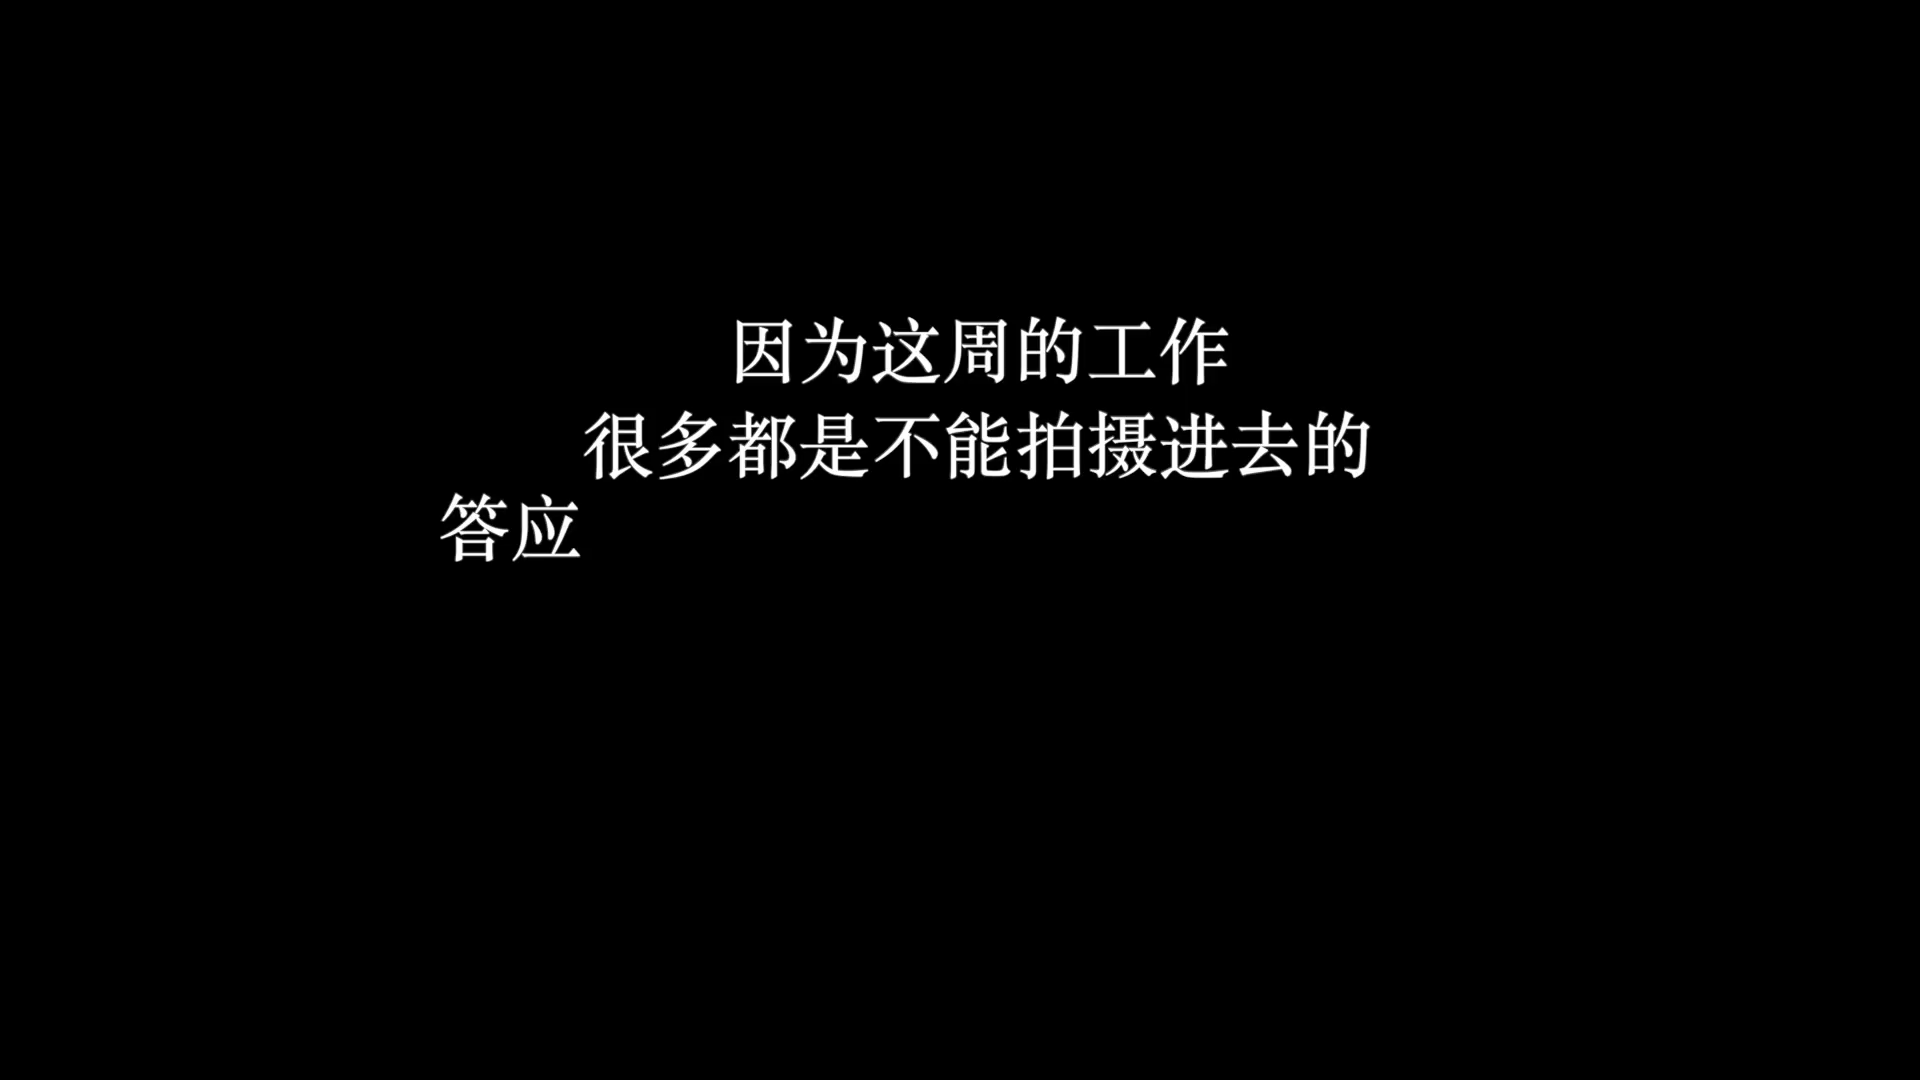 因为这周的工作
很多都是不能拍摄进去的
答应